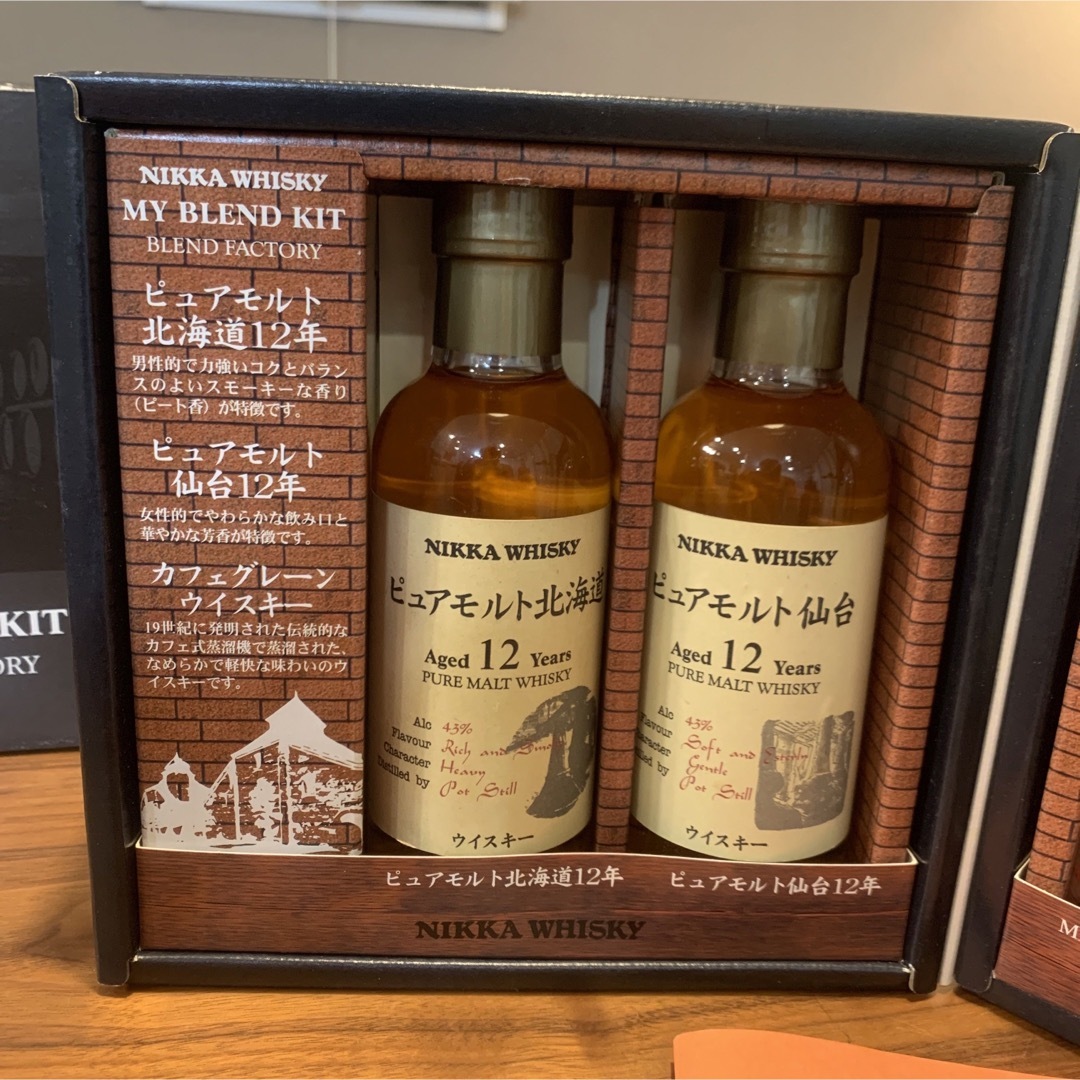 NIKKA WHISKY
MY BLEND KIT
BLEND FACTORY
ピュアモルト
北海道12年
男性的で力強いコクとバラン
スのよいスモーキーな香り
（ピート香）が特徴です。
ピュアモルト
仙台12年
女性的でやわらかな飲み口と
華やかな芳香が特徴です。
カフェグレーン
ウイスキー
19世紀に発明された伝統的な
カフェ式蒸溜機で蒸溜された、
なめらかで軽快な味わいのウ
イスキーです。
NIKKA WHISKY
ピュアモルト北海道
Aged 12 Years
PURE MALT WHISKY
Alc 43%
Flavour Rich and
Character Heavy
Distilled by Pot Still
ウイスキー
NIKKA WHISKY
ピュアモルト仙台
Aged 12 Years
PURE MALT WHISKY
Alc 43%
Flavour Soft and
Gentle
by Pot Still
ウイスキー
ピュアモルト北海道12年
ピュアモルト仙台12年
NIKKA WHISKY
KIT
ORY
M